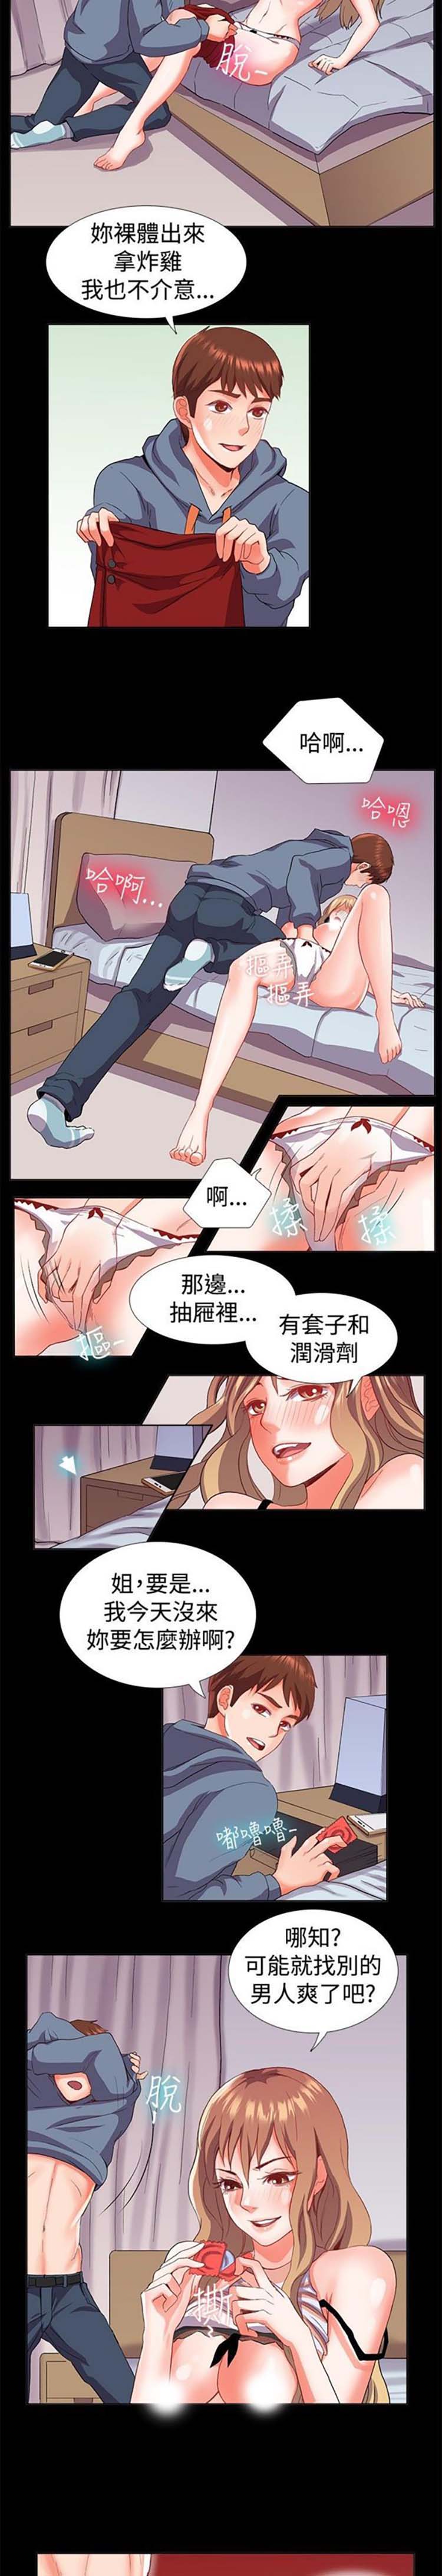 脫-
妳裸體出來
拿炸雞
我也不介意...
哈啊...
哈嗯
哈啊...
摳弄
摳弄
啊...
揉
揉
摳-
那邊...
抽屜裡...
有套子和
潤滑劑
姐,要是...
我今天沒來
妳要怎麼辦啊?
嘟嚕嚕-
哪知?
可能就找別的
男人爽了吧?
脫
撕